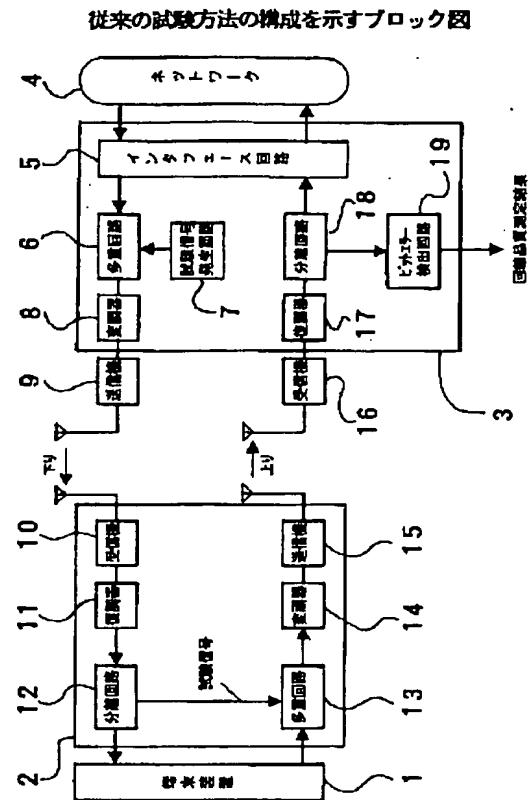 従来の試験方法の構成を示すブロック図
4
ネットワーク
5
インタフェース回路
6
多重回路
試験信号
発生回路
7
8
変調器
9
送信機
18
分離回路
19
ビットエラー
検出回路
回線品質測定結果
17
復調器
16
受信機
3
下り
上り
10
受信機
11
復調器
12
分離回路
試験信号
15
送信機
14
変調器
13
多重回路
2
端末装置
1